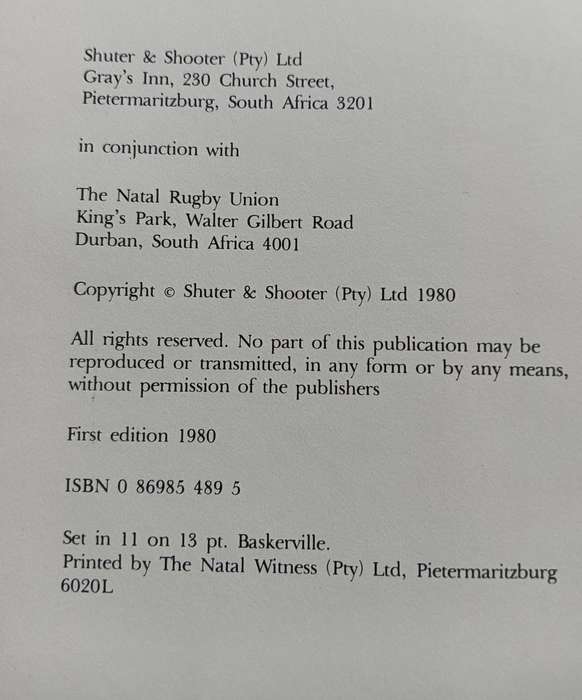 Shuter & Shooter (Pty) Ltd
Gray's Inn, 230 Church Street,
Pietermaritzburg, South Africa 3201
in conjunction with
The Natal Rugby Union
King's Park, Walter Gilbert Road
Durban, South Africa 4001
Copyright © Shuter & Shooter (Pty) Ltd 1980
All rights reserved. No part of this publication may be
reproduced or transmitted, in any form or by any means,
without permission of the publishers
First edition 1980
ISBN 0 86985 489 5
Set in 11 on 13 pt. Baskerville.
Printed by The Natal Witness (Pty) Ltd, Pietermaritzburg
6020L